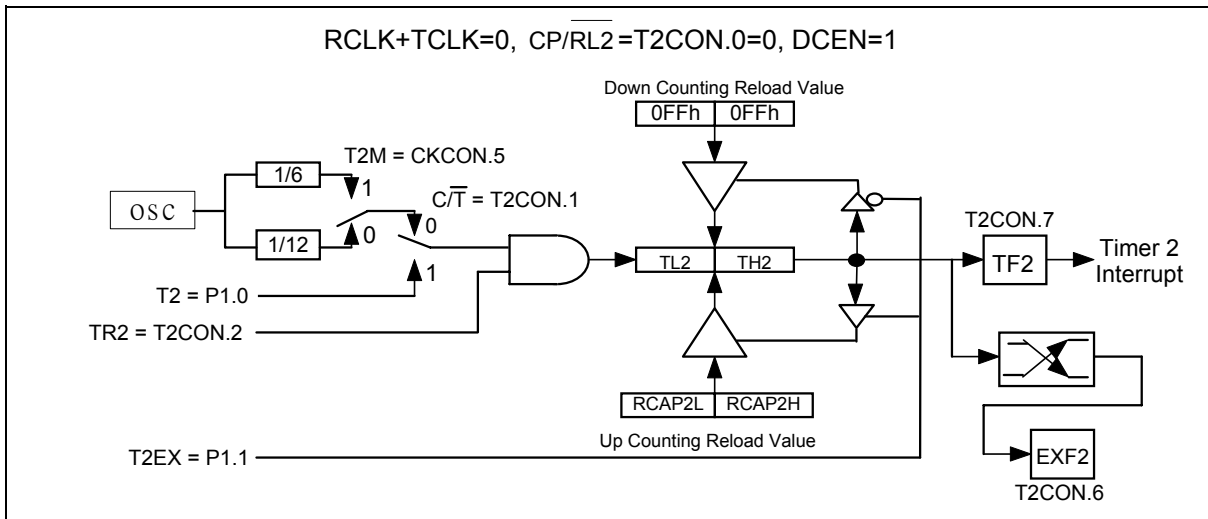 RCLK+TCLK=0, CP/R̅L̅2̅=T2CON.0=0, DCEN=1
Down Counting Reload Value
0FFh 0FFh
T2M = CKCON.5
1/6
1
OSC
C/T̅ = T2CON.1
0
0
1/12
1
T2CON.7
TL2 TH2
TF2
Timer 2
Interrupt
T2 = P1.0
TR2 = T2CON.2
RCAP2L RCAP2H
Up Counting Reload Value
T2EX = P1.1
EXF2
T2CON.6